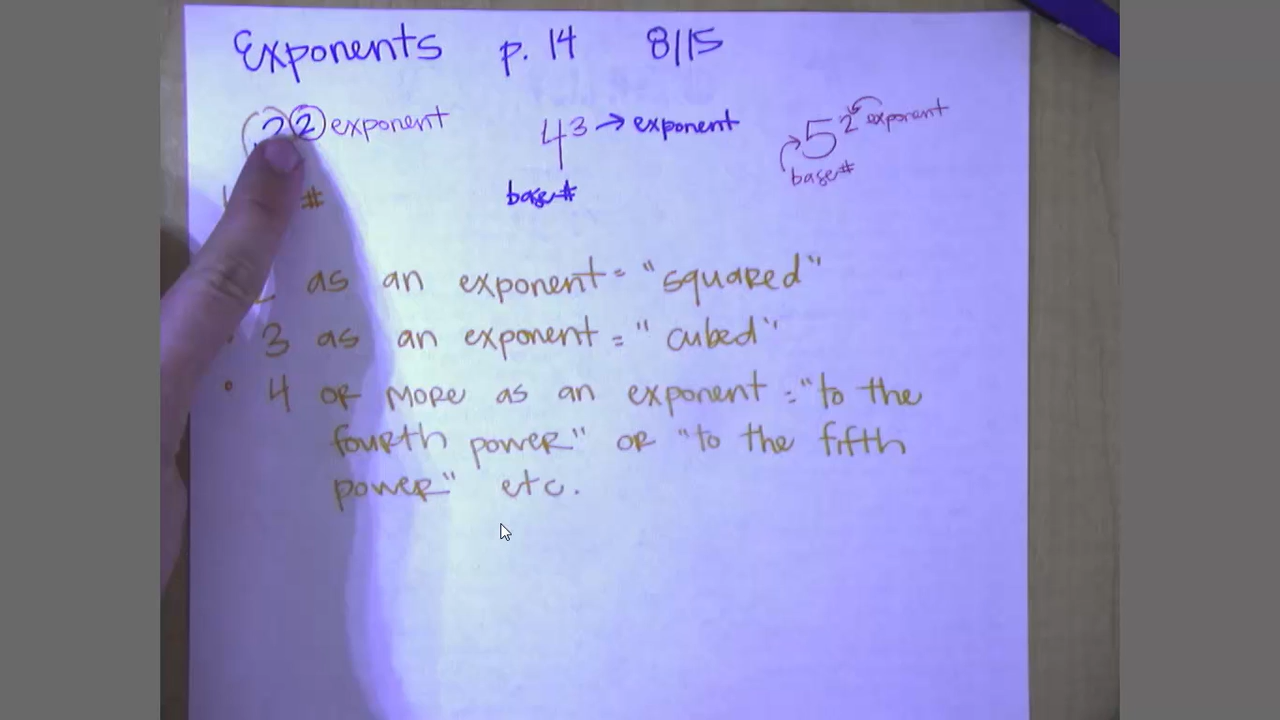 Exponents p. 14 8/15
2 exponent 4³ → exponent 5² exponent
# base# base#
as an exponent = "squared"
• 3 as an exponent = "cubed"
• 4 or more as an exponent = "to the
fourth power" or "to the fifth
power" etc.